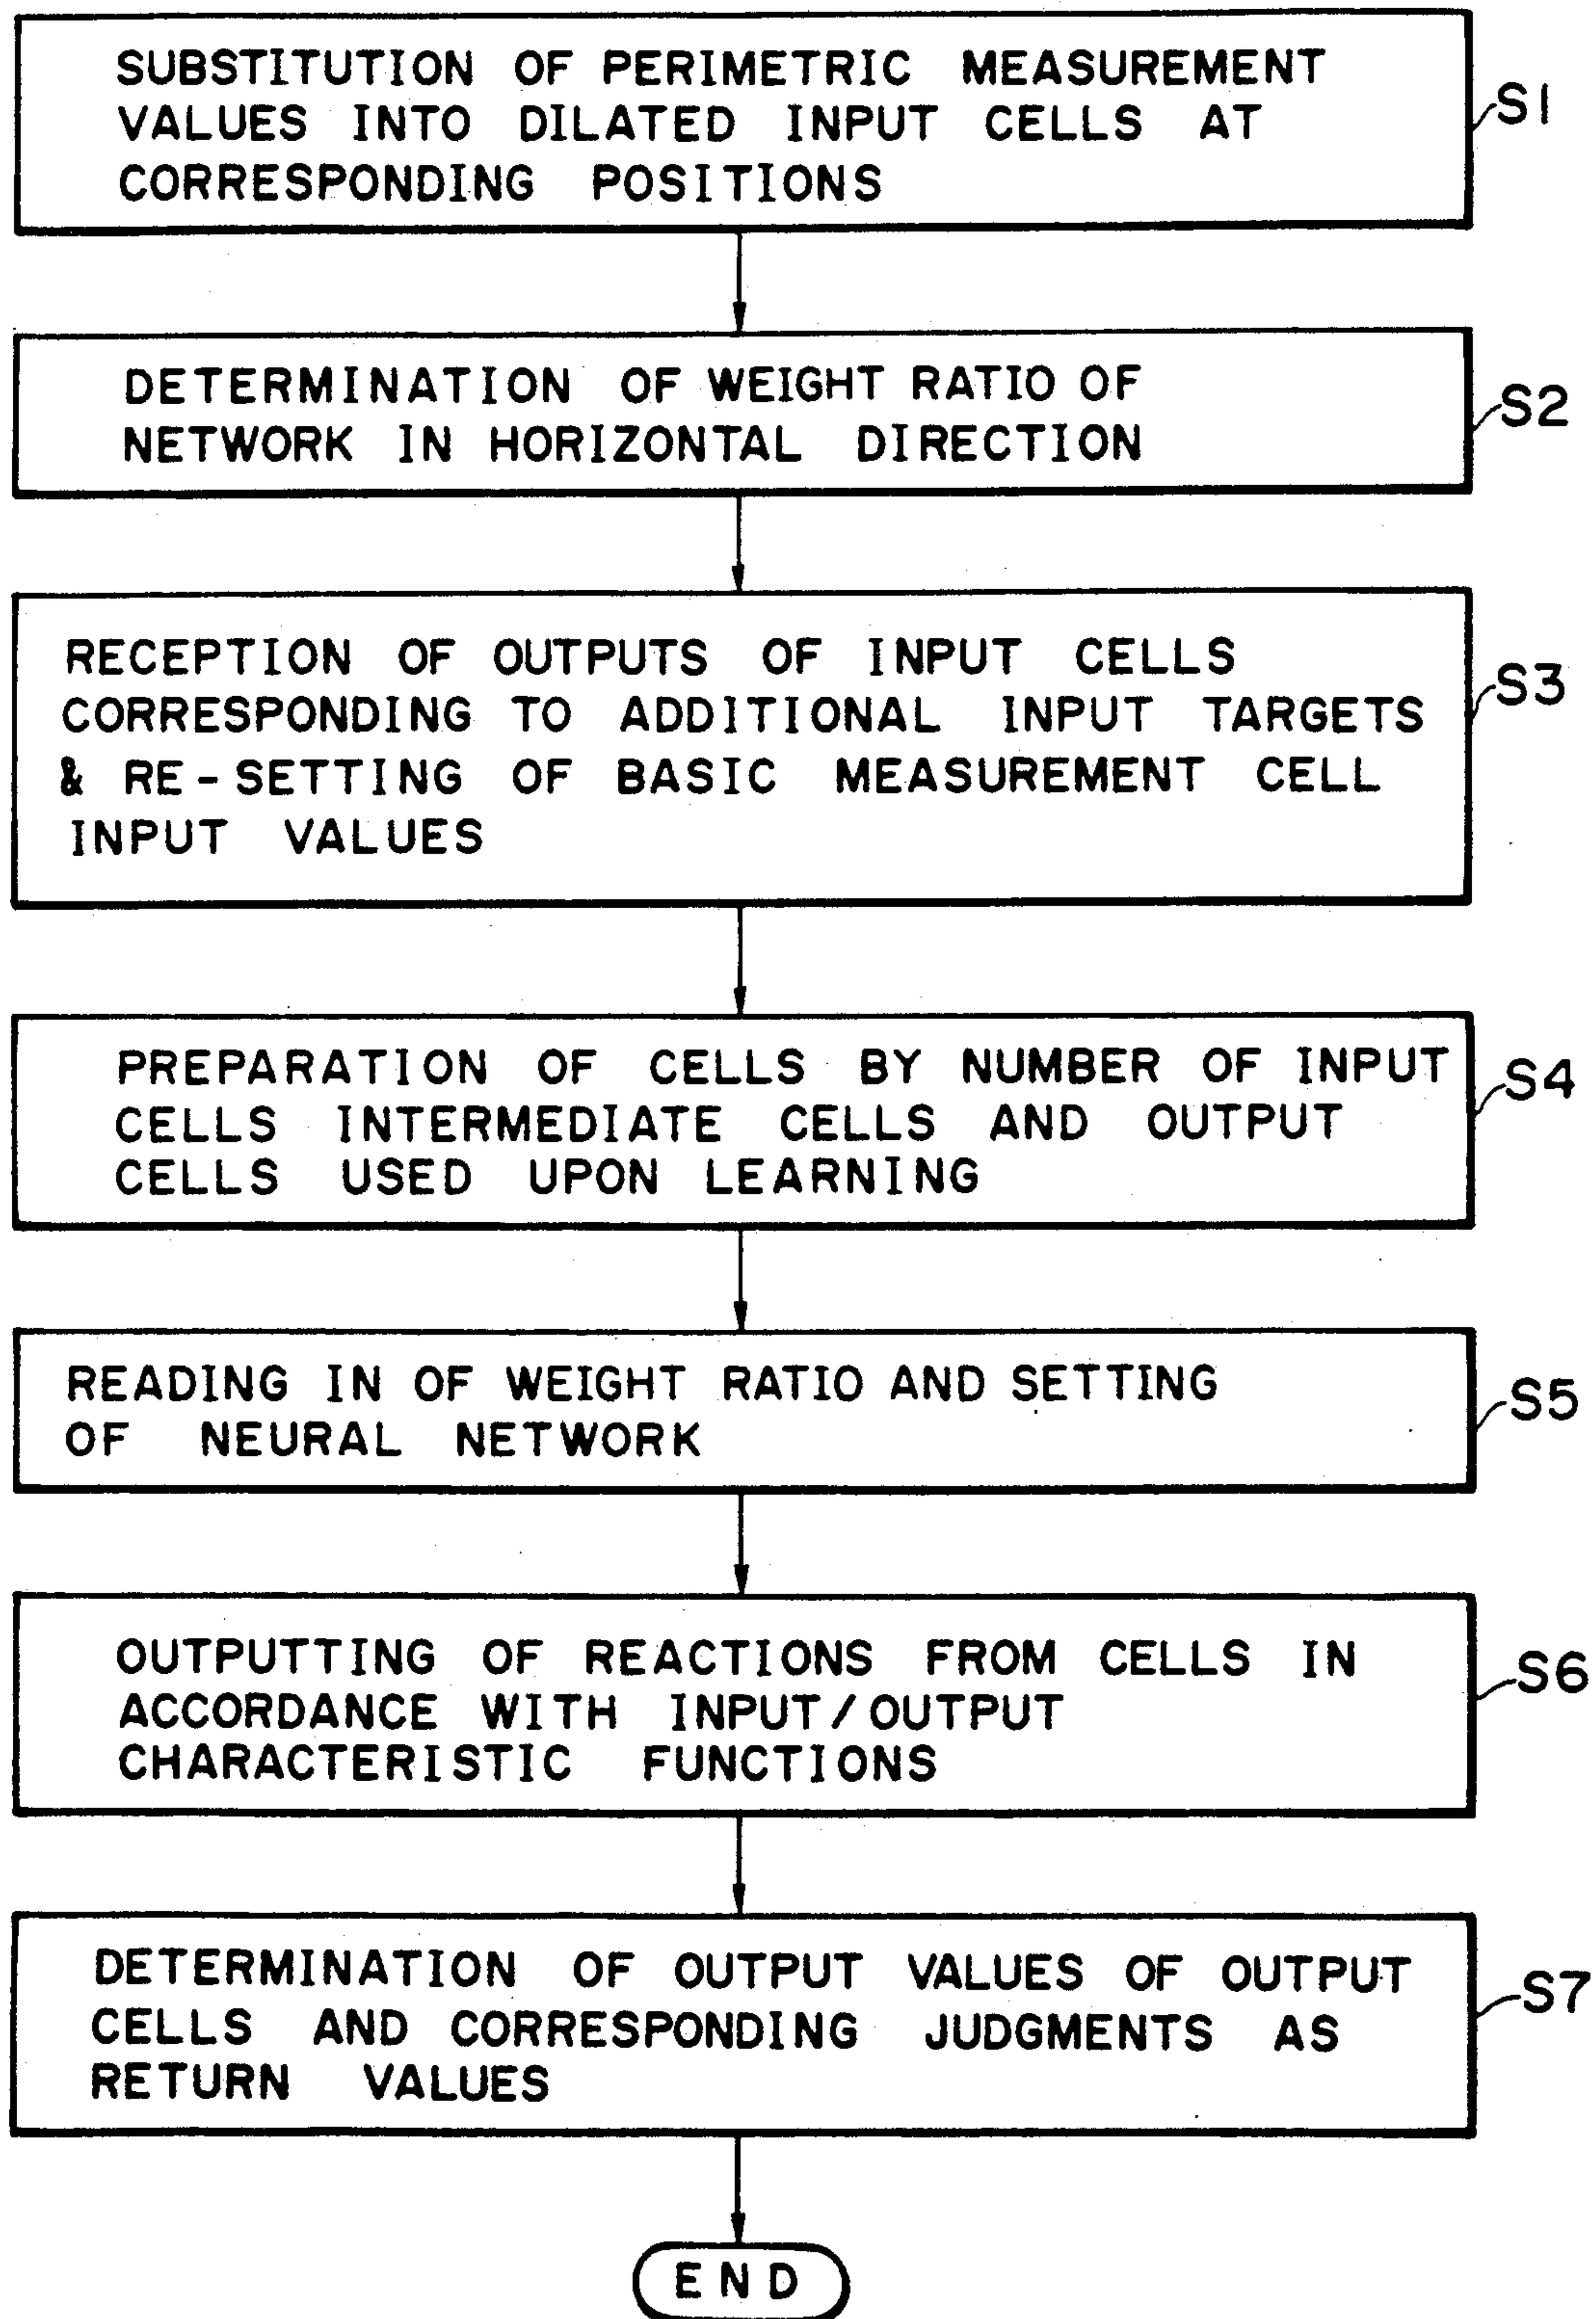 SUBSTITUTION OF PERIMETRIC MEASUREMENT
VALUES INTO DILATED INPUT CELLS AT
CORRESPONDING POSITIONS
S1
DETERMINATION OF WEIGHT RATIO OF
NETWORK IN HORIZONTAL DIRECTION
S2
RECEPTION OF OUTPUTS OF INPUT CELLS
CORRESPONDING TO ADDITIONAL INPUT TARGETS
& RE-SETTING OF BASIC MEASUREMENT CELL
INPUT VALUES
S3
PREPARATION OF CELLS BY NUMBER OF INPUT
CELLS INTERMEDIATE CELLS AND OUTPUT
CELLS USED UPON LEARNING
S4
READING IN OF WEIGHT RATIO AND SETTING
OF NEURAL NETWORK
S5
OUTPUTTING OF REACTIONS FROM CELLS IN
ACCORDANCE WITH INPUT/OUTPUT
CHARACTERISTIC FUNCTIONS
S6
DETERMINATION OF OUTPUT VALUES OF OUTPUT
CELLS AND CORRESPONDING JUDGMENTS AS
RETURN VALUES
S7
END